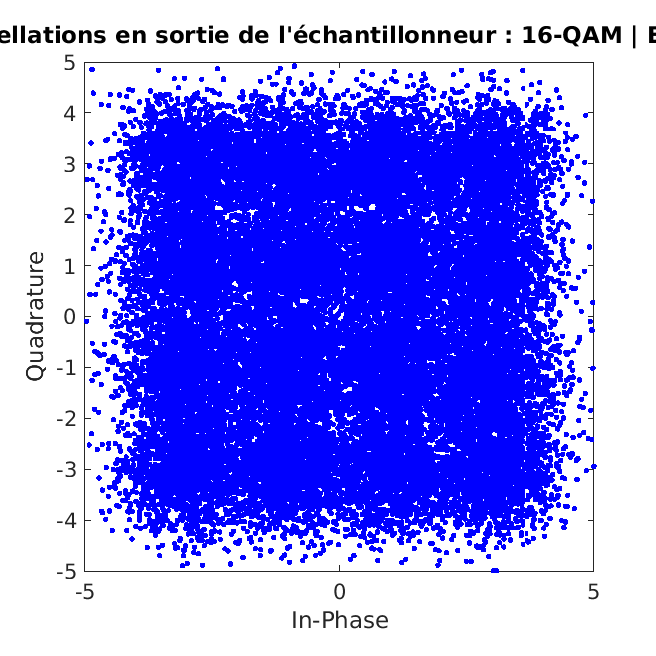 ellations en sortie de l'échantillonneur : 16-QAM |
5
4
3
2
1
0
-1
-2
-3
-4
-5
Quadrature
-5 0 5
In-Phase